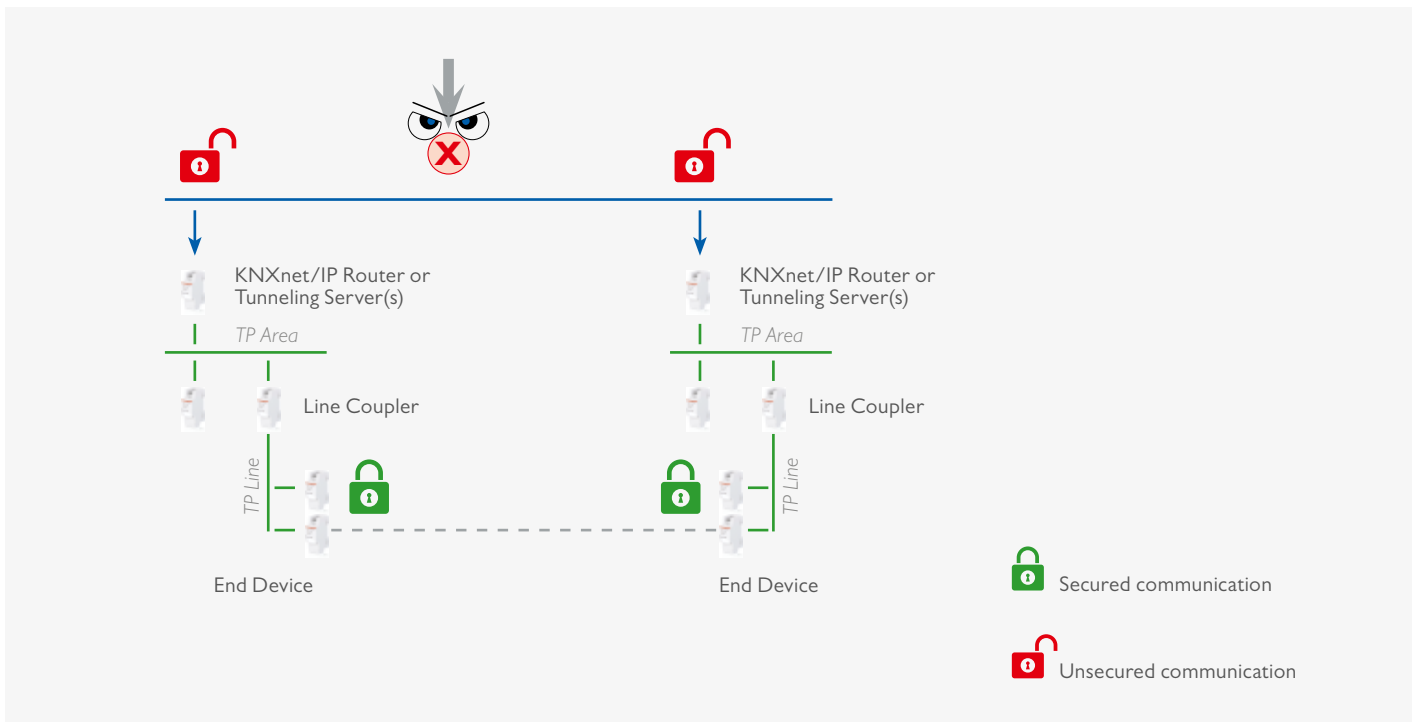 X
KNXnet/IP Router or
Tunneling Server(s)
KNXnet/IP Router or
Tunneling Server(s)
TP Area
TP Area
Line Coupler
Line Coupler
TP Line
TP Line
End Device
End Device
Secured communication
Unsecured communication